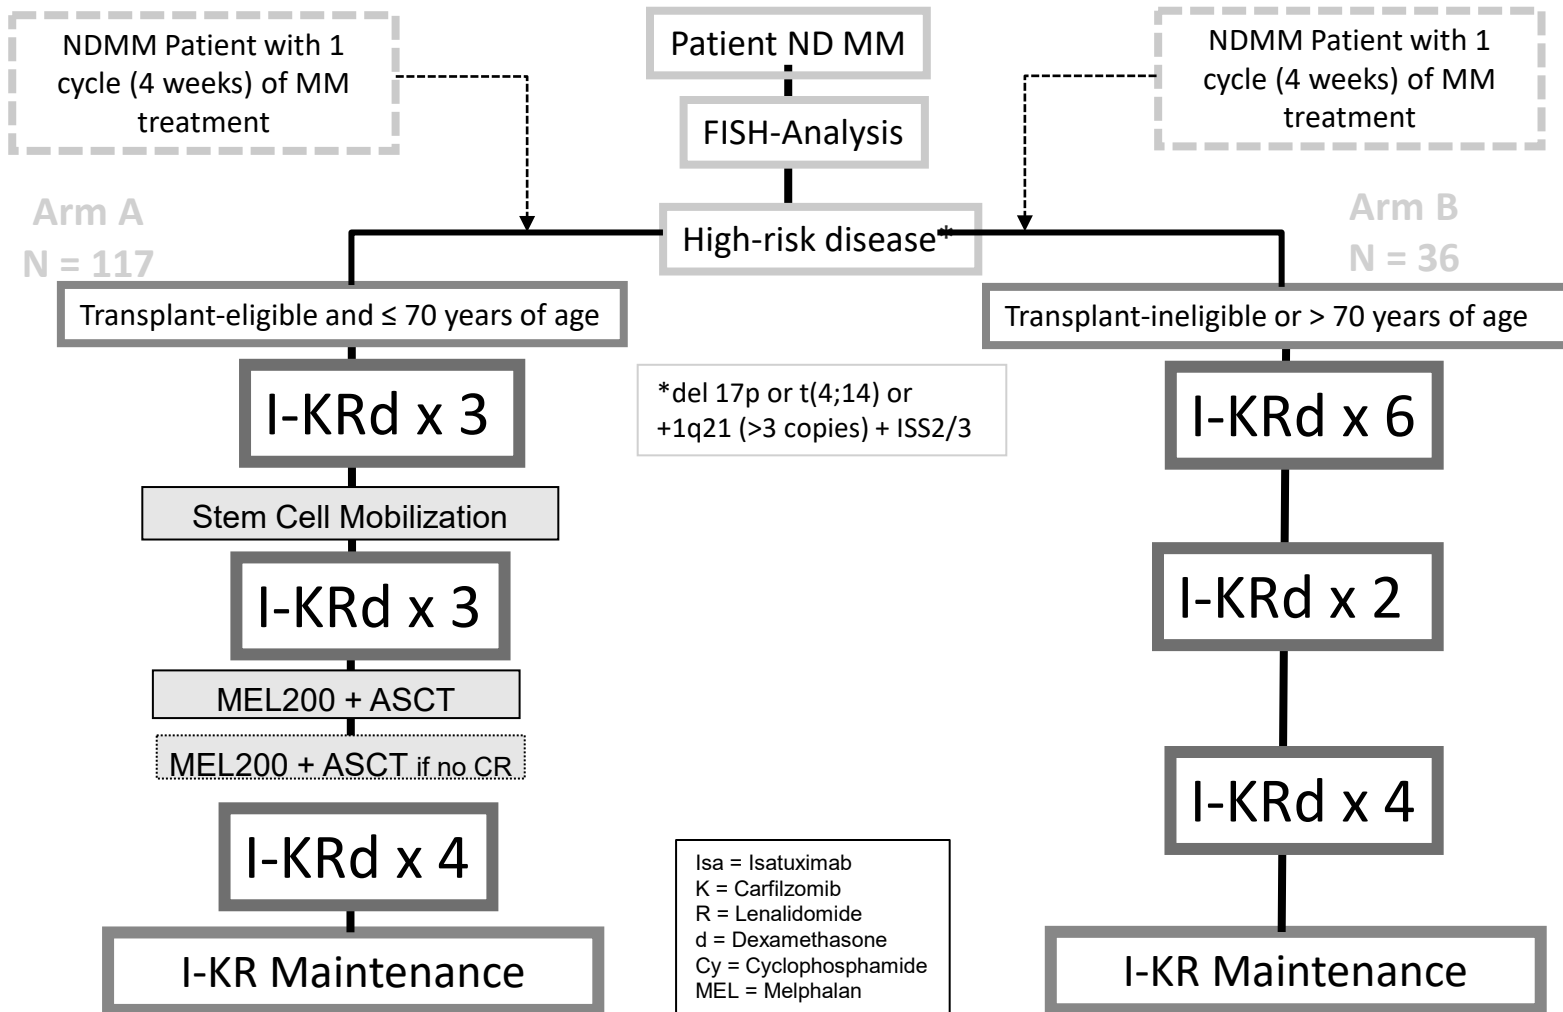 NDMM Patient with 1
cycle (4 weeks) of MM
treatment
Patient ND MM
NDMM Patient with 1
cycle (4 weeks) of MM
treatment
FISH-Analysis
Arm A
N = 117
High-risk disease*
Arm B
N = 36
Transplant-eligible and ≤ 70 years of age
Transplant-ineligible or > 70 years of age
I-KRd x 3
*del 17p or t(4;14) or
+1q21 (>3 copies) + ISS2/3
I-KRd x 6
Stem Cell Mobilization
I-KRd x 3
I-KRd x 2
MEL200 + ASCT
MEL200 + ASCT if no CR
I-KRd x 4
I-KRd x 4
Isa = Isatuximab
K = Carfilzomib
R = Lenalidomide
d = Dexamethasone
Cy = Cyclophosphamide
MEL = Melphalan
I-KR Maintenance
I-KR Maintenance